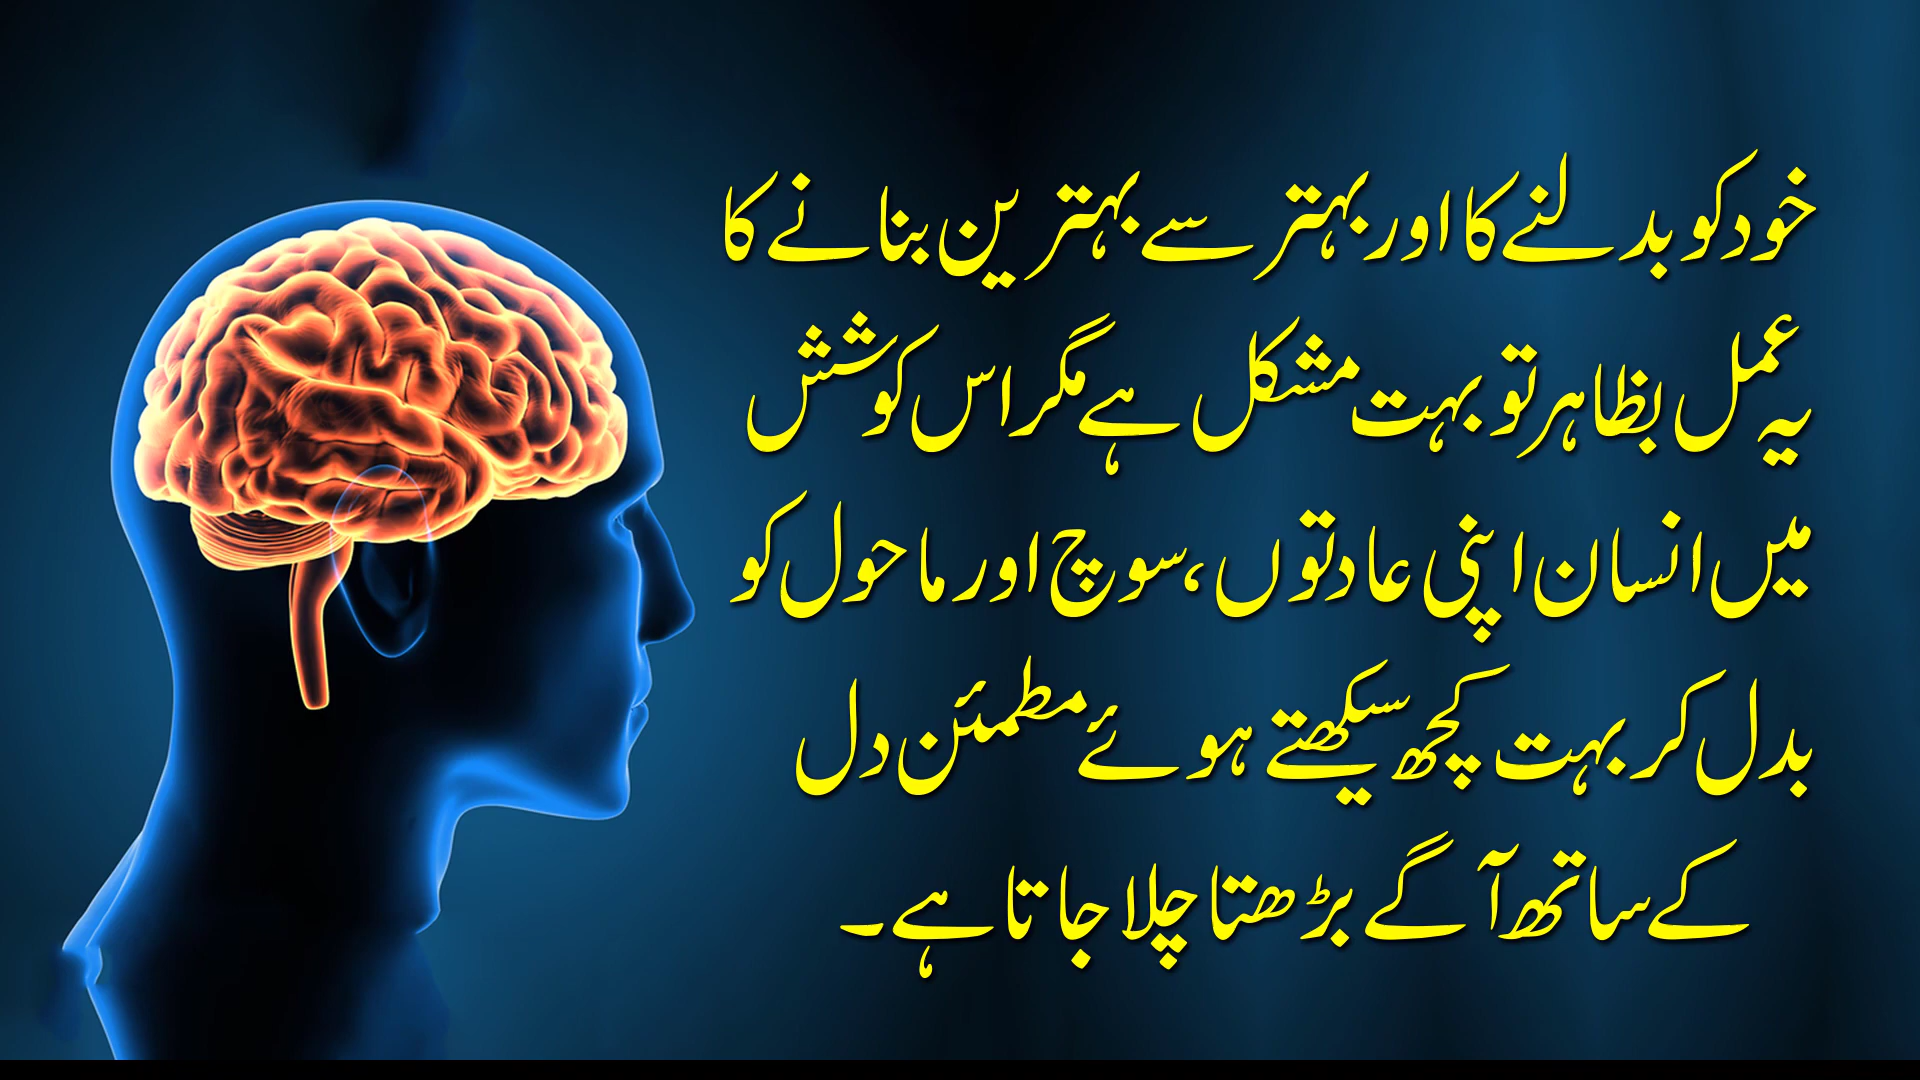 خود کو بدلنے کا اور بہتر سے بہترین بنانے کا
یہ عمل بظاہر تو بہت مشکل ہے مگر اس کوشش
میں انسان اپنی عادتوں، سوچ اور ماحول کو
بدل کر بہت کچھ سیکھتے ہوئے مطمئن دل
کے ساتھ آگے بڑھتا چلا جاتا ہے۔